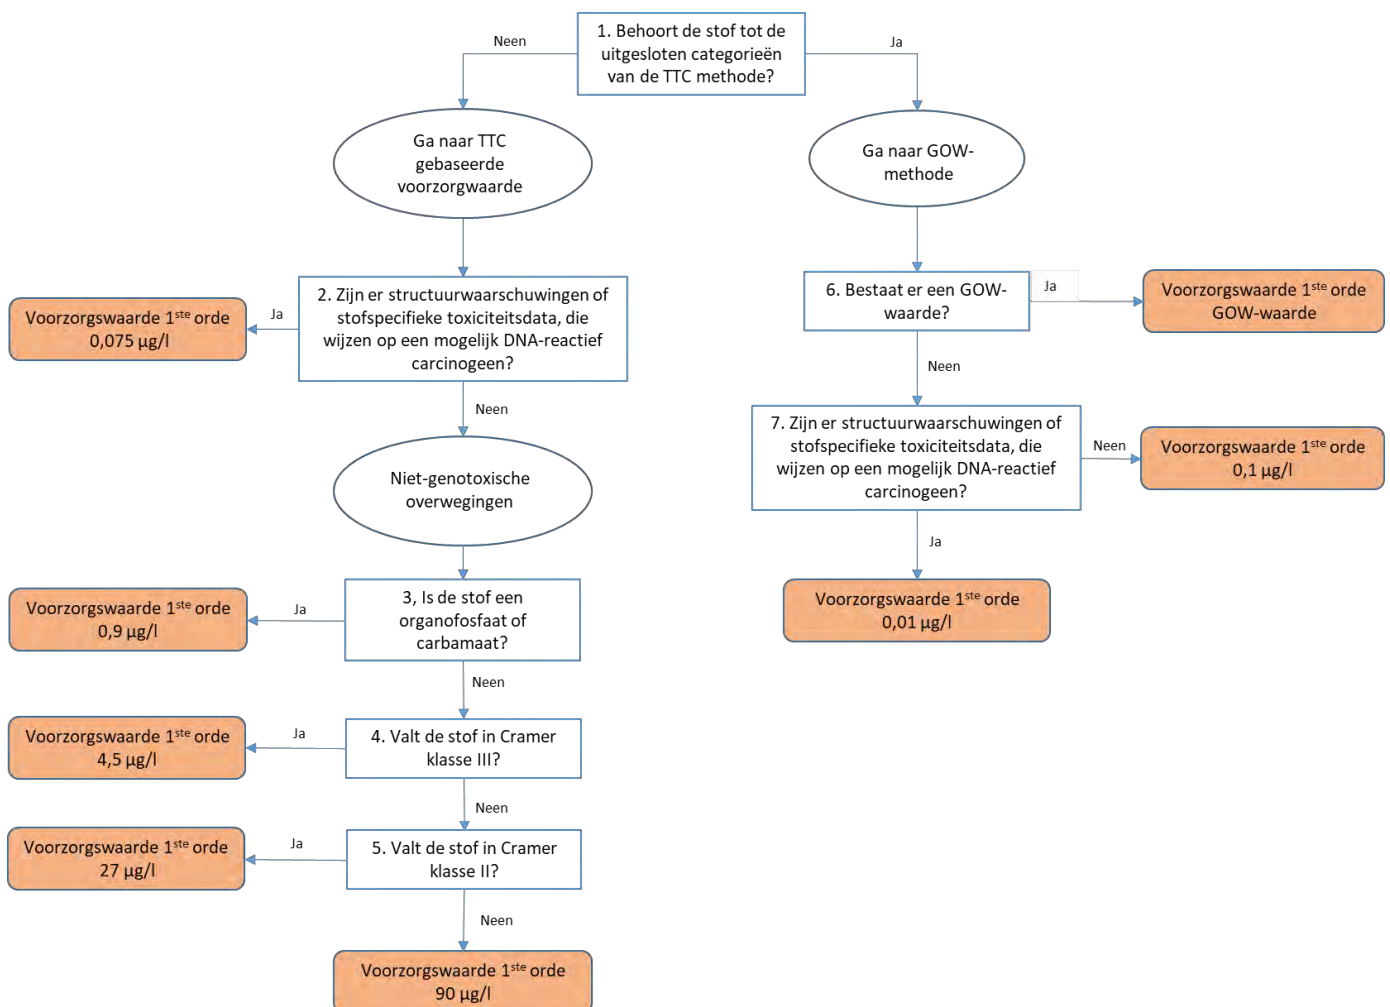 1. Behoort de stof tot de
uitgesloten categorieën
van de TTC methode?
Neen
Ja
Ga naar TTC
gebaseerde
voorzorgwaarde
Ga naar GOW-
methode
2. Zijn er structuurwaarschuwingen of
stofspecifieke toxiciteitsdata, die
wijzen op een mogelijk DNA-reactief
carcinogeen?
Ja
Voorzorgswaarde 1ste orde
0,075 µg/l
Neen
6. Bestaat er een GOW-
waarde?
Ja
Voorzorgswaarde 1ste orde
GOW-waarde
Neen
7. Zijn er structuurwaarschuwingen of
stofspecifieke toxiciteitsdata, die
wijzen op een mogelijk DNA-reactief
carcinogeen?
Neen
Voorzorgswaarde 1ste orde
0,1 µg/l
Ja
Voorzorgswaarde 1ste orde
0,01 µg/l
Niet-genotoxische
overwegingen
3, Is de stof een
organofosfaat of
carbamaat?
Ja
Voorzorgswaarde 1ste orde
0,9 µg/l
Neen
4. Valt de stof in Cramer
klasse III?
Ja
Voorzorgswaarde 1ste orde
4,5 µg/l
Neen
5. Valt de stof in Cramer
klasse II?
Ja
Voorzorgswaarde 1ste orde
27 µg/l
Neen
Voorzorgswaarde 1ste orde
90 µg/l